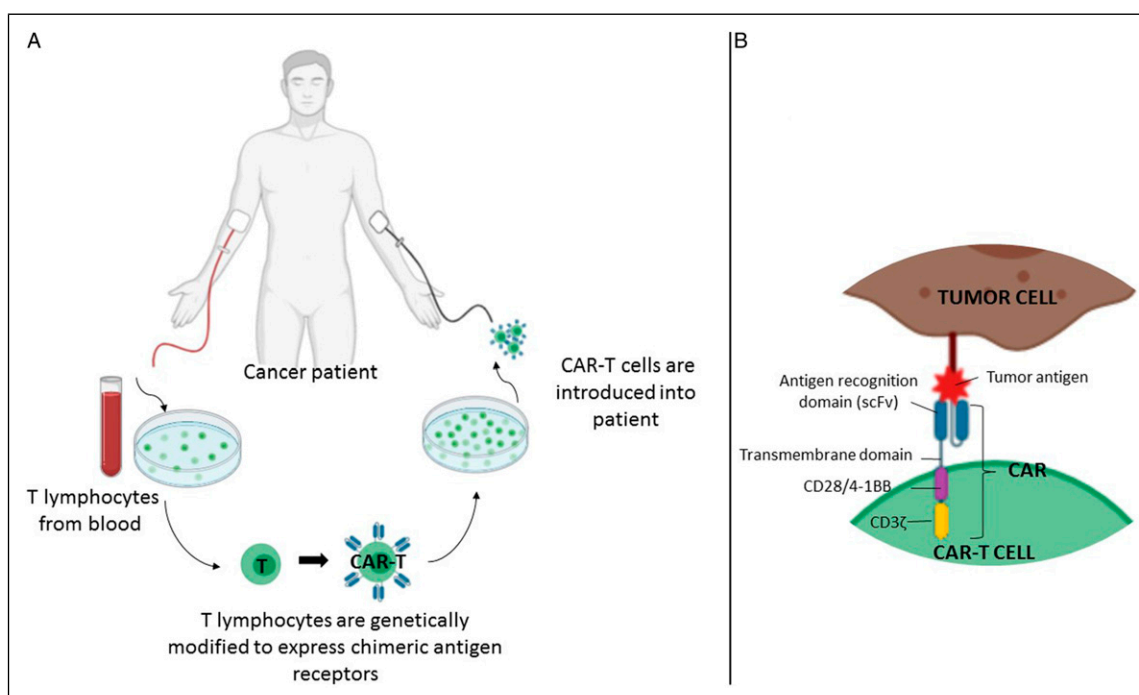 A
Cancer patient
T lymphocytes
from blood
T
CAR-T
T lymphocytes are genetically
modified to express chimeric antigen
receptors
CAR-T cells are
introduced into
patient
B
TUMOR CELL
Antigen recognition
domain (scFv)
Tumor antigen
Transmembrane domain
CAR
CD28/4-1BB
CD3ζ
CAR-T CELL